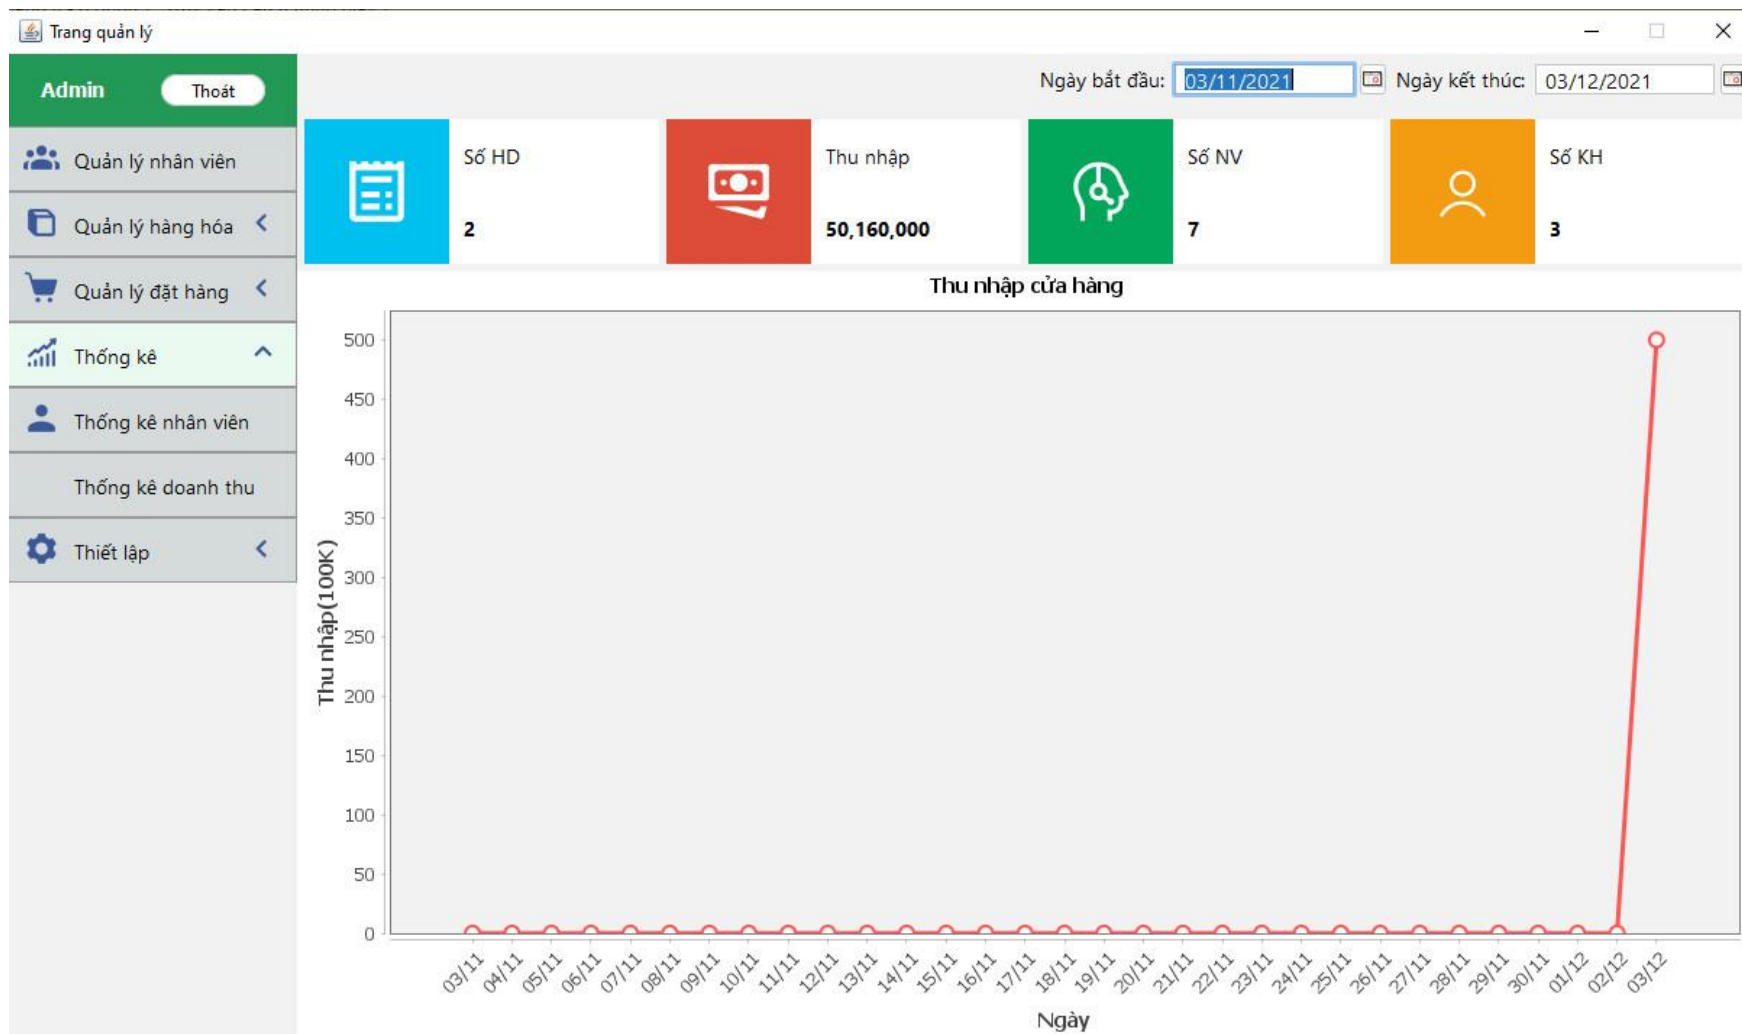 Trang quản lý
Admin
Thoát
Ngày bắt đầu: 03/11/2021 Ngày kết thúc: 03/12/2021
Quản lý nhân viên
Quản lý hàng hóa
Quản lý đặt hàng
Thống kê
Thống kê nhân viên
Thống kê doanh thu
Thiết lập
Số HD
2
Thu nhập
50,160,000
Số NV
7
Số KH
3
Thu nhập cửa hàng
500
450
400
350
300
250
200
150
100
50
0
Thu nhập(100K)
03/11
04/11
05/11
06/11
07/11
08/11
09/11
10/11
11/11
12/11
13/11
14/11
15/11
16/11
17/11
18/11
19/11
20/11
21/11
22/11
23/11
24/11
25/11
26/11
27/11
28/11
29/11
30/11
01/12
02/12
03/12
Ngày